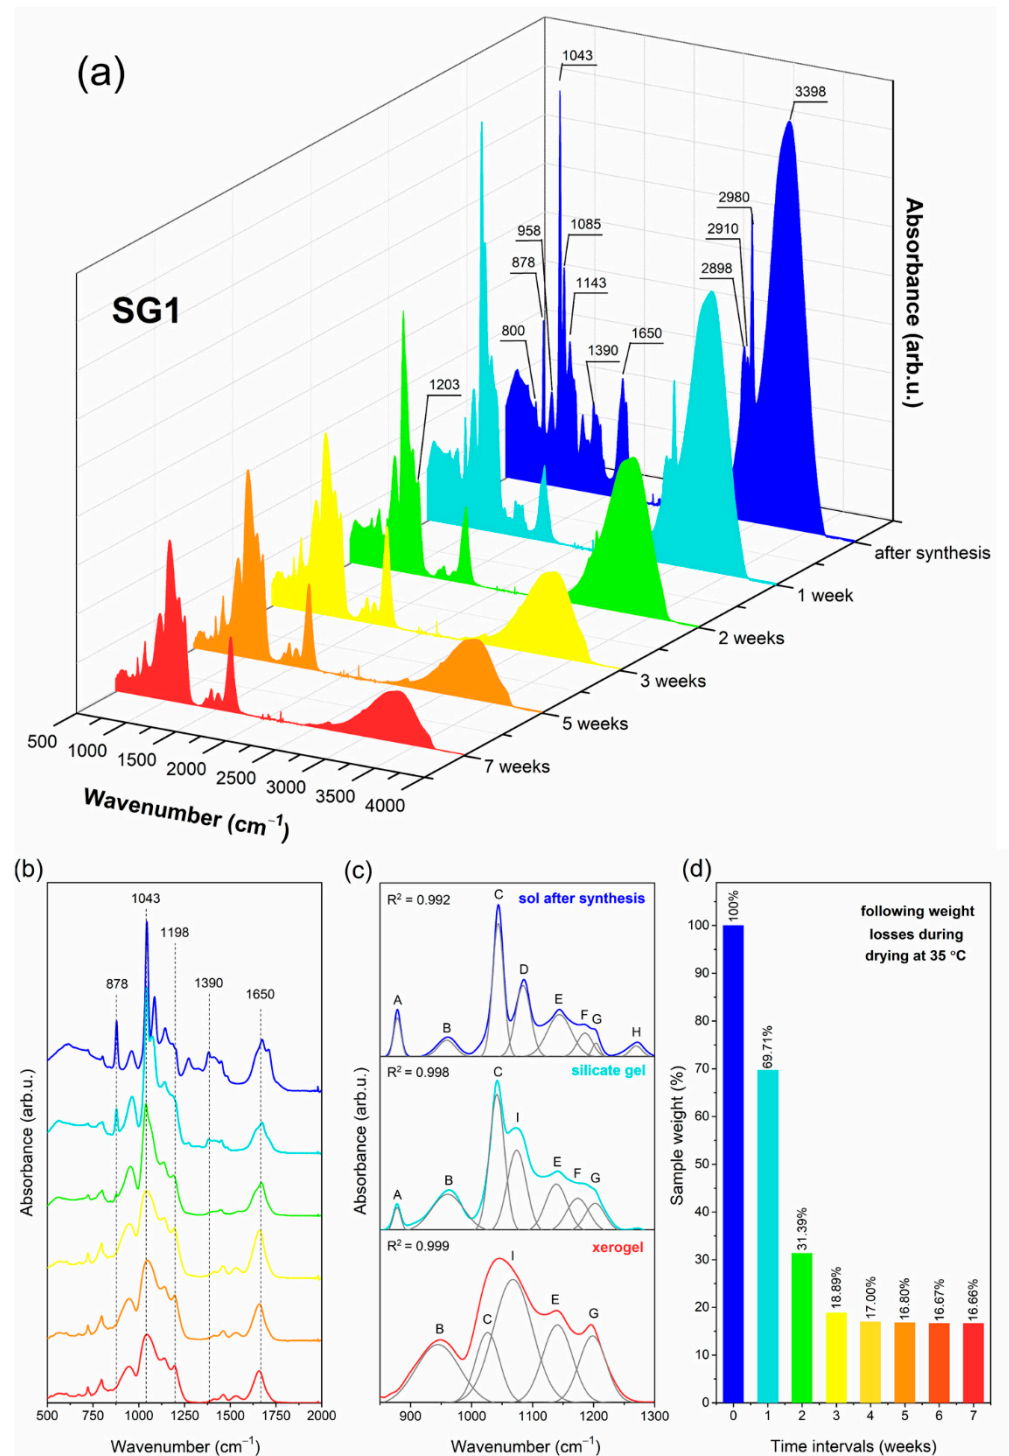 (a)
SG1
1043
3398
2980
2910
2898
958
878
1085
1143
800
1390
1650
1203
Absorbance (arb.u.)
after synthesis
1 week
2 weeks
3 weeks
5 weeks
7 weeks
500 1000 1500 2000 2500 3000 3500 4000
Wavenumber (cm⁻¹)
(b)
1043
1198
878
1390
1650
Absorbance (arb.u.)
500 750 1000 1250 1500 1750 2000
Wavenumber (cm⁻¹)
(c)
R² = 0.992
sol after synthesis
A B C D E F G H
R² = 0.998
silicate gel
A B C I E F G
R² = 0.999
xerogel
B C I E G
Absorbance (arb.u.)
900 1000 1100 1200 1300
Wavenumber (cm⁻¹)
(d)
following weight
losses during
drying at 35 °C
100%
69.71%
31.39%
18.89%
17.00%
16.80%
16.67%
16.66%
Sample weight (%)
100
90
80
70
60
50
40
30
20
10
0
0 1 2 3 4 5 6 7
Time intervals (weeks)